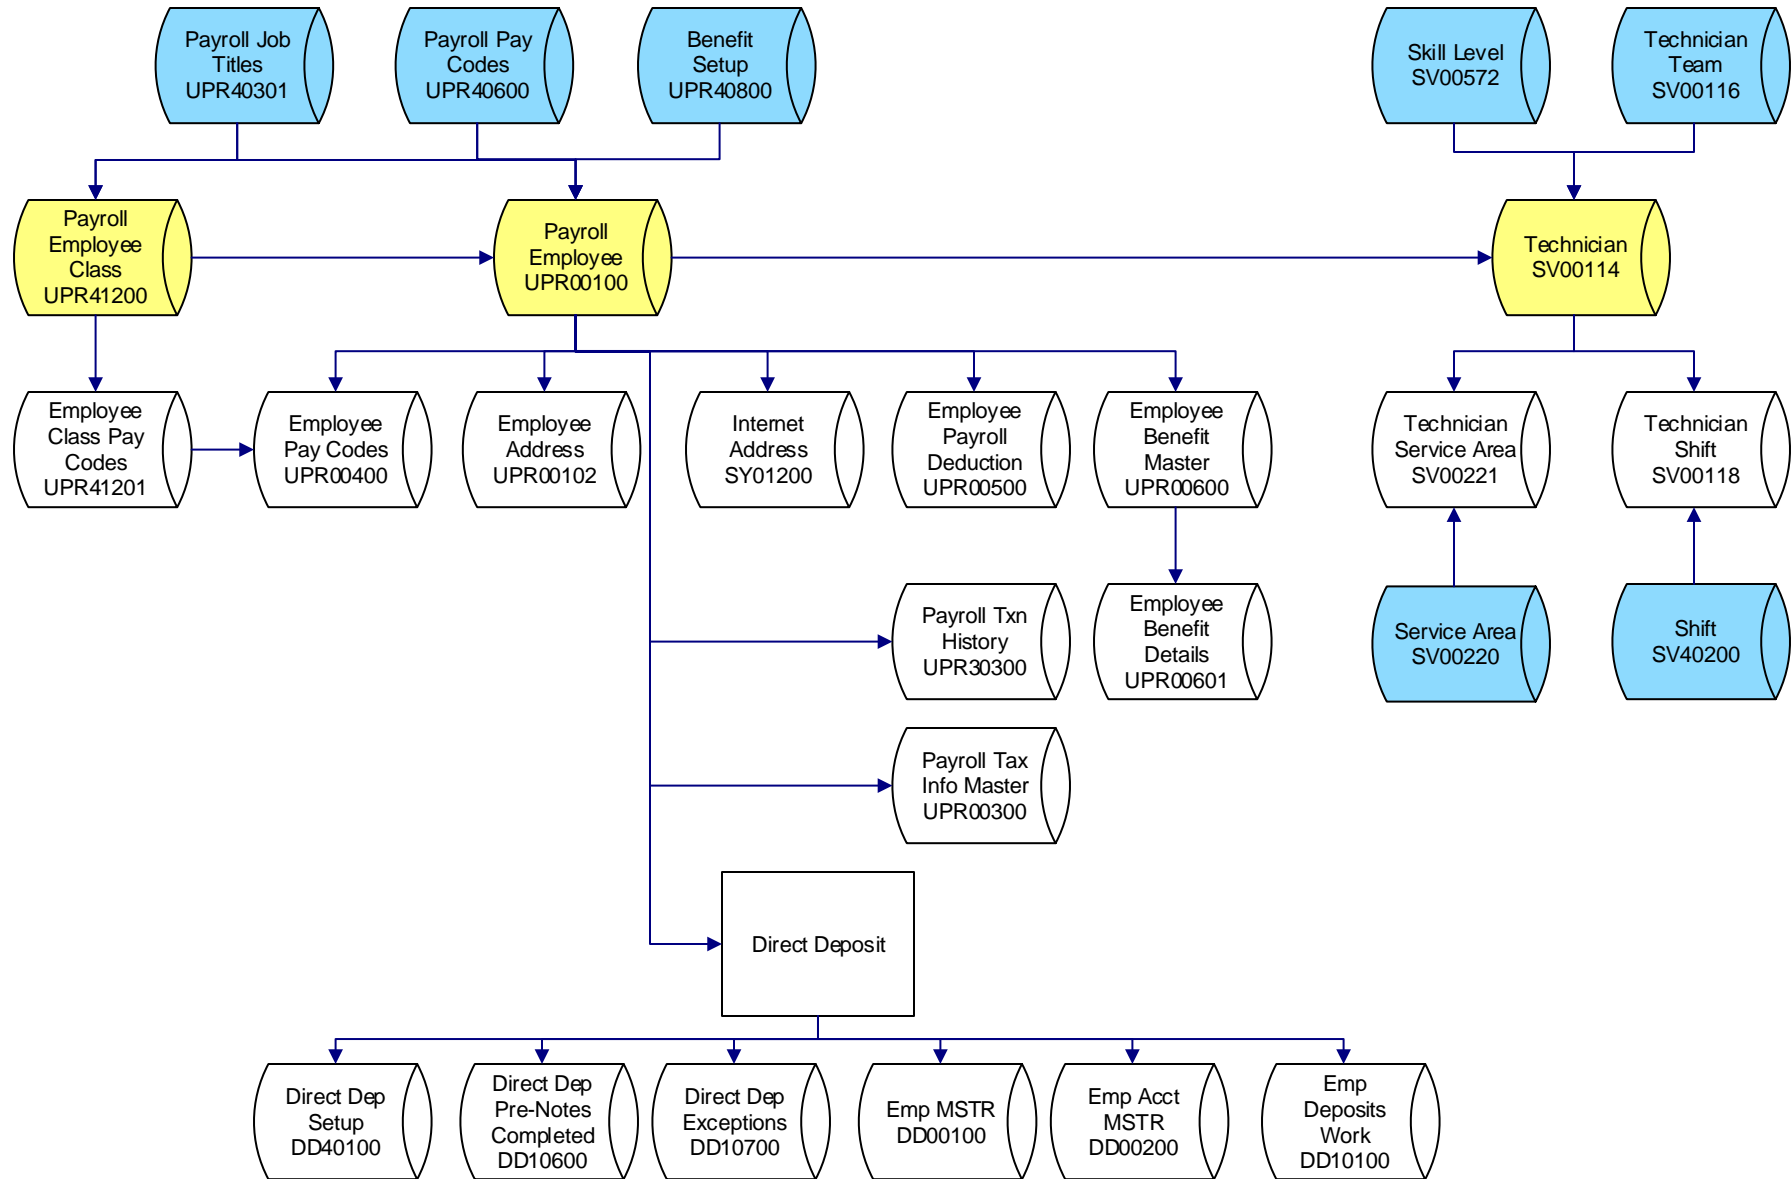 Payroll Job
Titles
UPR40301
Payroll Pay
Codes
UPR40600
Benefit
Setup
UPR40800
Skill Level
SV00572
Technician
Team
SV00116
Payroll
Employee
Class
UPR41200
Payroll
Employee
UPR00100
Technician
SV00114
Employee
Class Pay
Codes
UPR41201
Employee
Pay Codes
UPR00400
Employee
Address
UPR00102
Internet
Address
SY01200
Employee
Payroll
Deduction
UPR00500
Employee
Benefit
Master
UPR00600
Technician
Service Area
SV00221
Technician
Shift
SV00118
Payroll Txn
History
UPR30300
Employee
Benefit
Details
UPR00601
Service Area
SV00220
Shift
SV40200
Payroll Tax
Info Master
UPR00300
Direct Deposit
Direct Dep
Setup
DD40100
Direct Dep
Pre-Notes
Completed
DD10600
Direct Dep
Exceptions
DD10700
Emp MSTR
DD00100
Emp Acct
MSTR
DD00200
Emp
Deposits
Work
DD10100